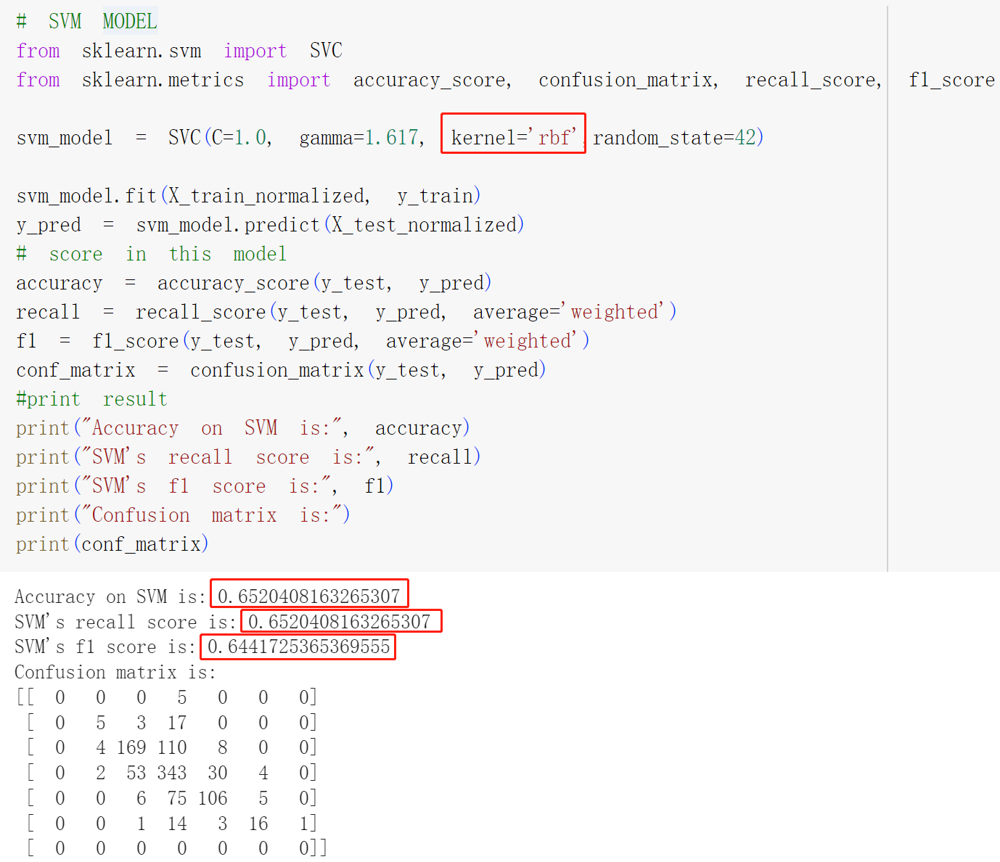 # SVM MODEL
from sklearn.svm import SVC
from sklearn.metrics import accuracy_score, confusion_matrix, recall_score, f1_score
svm_model = SVC(C=1.0, gamma=1.617, kernel='rbf',random_state=42)
svm_model.fit(X_train_normalized, y_train)
y_pred = svm_model.predict(X_test_normalized)
# score in this model
accuracy = accuracy_score(y_test, y_pred)
recall = recall_score(y_test, y_pred, average='weighted')
f1 = f1_score(y_test, y_pred, average='weighted')
conf_matrix = confusion_matrix(y_test, y_pred)
#print result
print("Accuracy on SVM is:", accuracy)
print("SVM's recall score is:", recall)
print("SVM's f1 score is:", f1)
print("Confusion matrix is:")
print(conf_matrix)
Accuracy on SVM is: 0.6520408163265307
SVM's recall score is: 0.6520408163265307
SVM's f1 score is: 0.6441725365369555
Confusion matrix is:
[[ 0 0 0 5 0 0 0]
[ 0 5 3 17 0 0 0]
[ 0 4 169 110 8 0 0]
[ 0 2 53 343 30 4 0]
[ 0 0 6 75 106 5 0]
[ 0 0 1 14 3 16 1]
[ 0 0 0 0 0 0 0]]